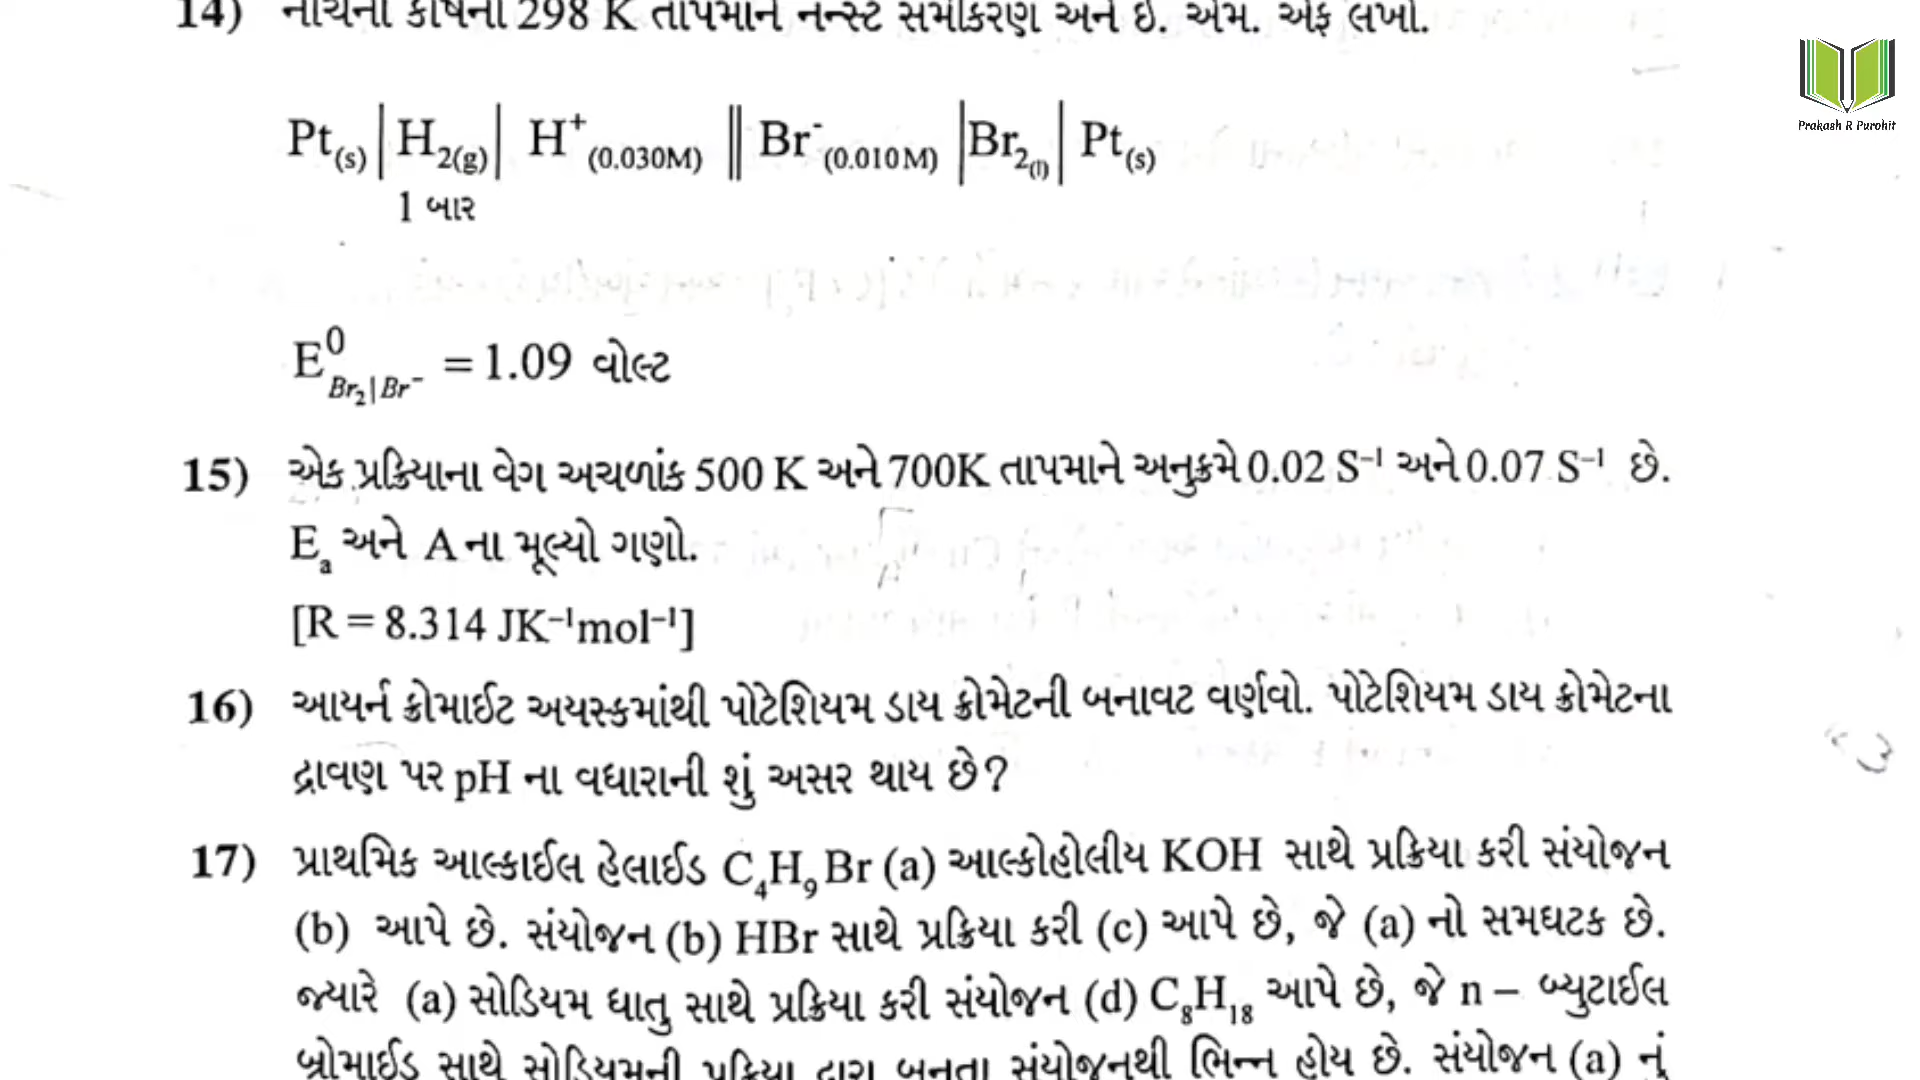 14) નીચેના કોષના 298 K તાપમાને નર્ન્સ્ટ સમીકરણ અને ઇ. એમ. એફ લખો.
Prakash R Purohit
Pt(s) | H2(g) | H+(0.030M) || Br-(0.010M) | Br2(l) | Pt(s)
1 બાર
E0 Br2|Br- = 1.09 વોલ્ટ
15) એક પ્રક્રિયાના વેગ અચળાંક 500 K અને 700K તાપમાને અનુક્રમે 0.02 S–1 અને 0.07 S–1 છે.
Ea અને A ના મૂલ્યો ગણો.
[R = 8.314 JK–1mol–1]
16) આયર્ન ક્રોમાઈટ અયસ્કમાંથી પોટેશિયમ ડાય ક્રોમેટની બનાવટ વર્ણવો. પોટેશિયમ ડાય ક્રોમેટના
દ્રાવણ પર pH ના વધારાની શું અસર થાય છે?
17) પ્રાથમિક આલ્કાઈલ હેલાઈડ C4H9Br (a) આલ્કોહોલીય KOH સાથે પ્રક્રિયા કરી સંયોજન
(b) આપે છે. સંયોજન (b) HBr સાથે પ્રક્રિયા કરી (c) આપે છે, જે (a) નો સમઘટક છે.
જ્યારે (a) સોડિયમ ધાતુ સાથે પ્રક્રિયા કરી સંયોજન (d) C8H18 આપે છે, જે n – બ્યુટાઈલ
બ્રોમાઈડ સાથે સોડિયમની પ્રક્રિયા દ્વારા બનતા સંયોજનથી ભિન્ન હોય છે. સંયોજન (a) નું